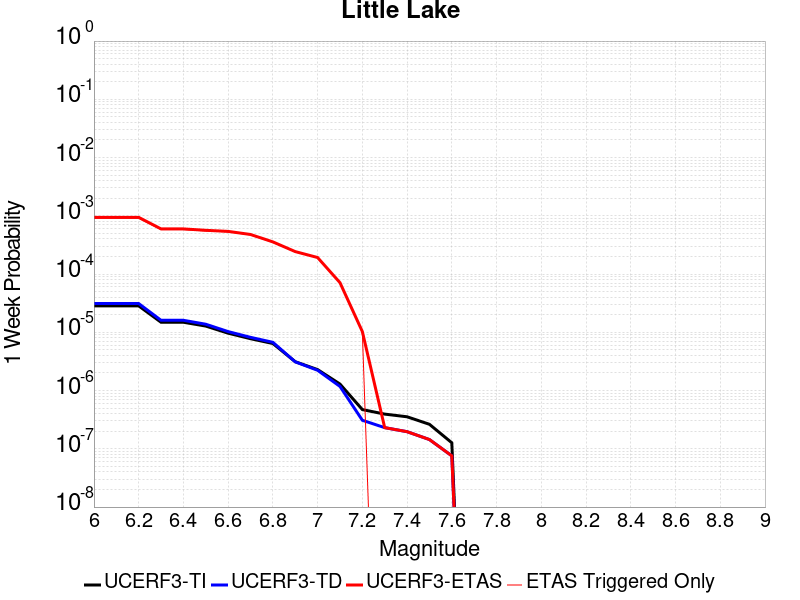 Little Lake
10^0
10^-1
10^-2
10^-3
10^-4
10^-5
10^-6
10^-7
10^-8
1 Week Probability
6 6.2 6.4 6.6 6.8 7 7.2 7.4 7.6 7.8 8 8.2 8.4 8.6 8.8 9
Magnitude
UCERF3-TI UCERF3-TD UCERF3-ETAS ETAS Triggered Only